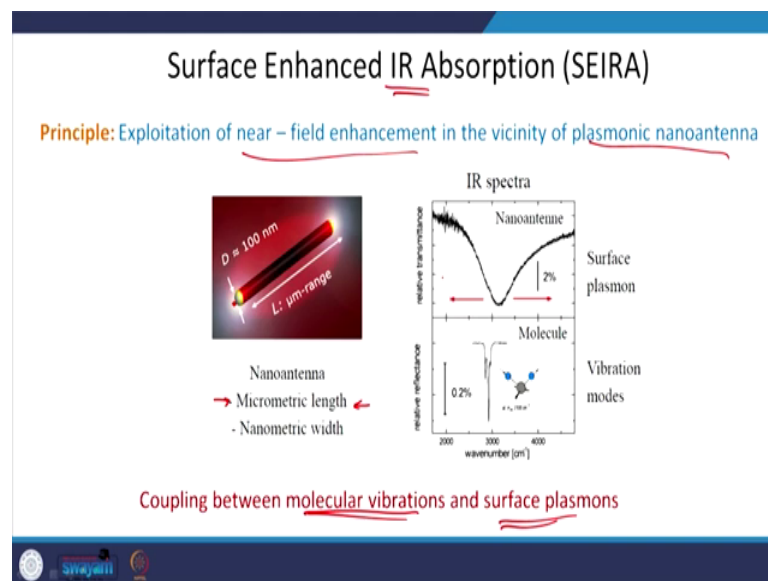 Surface Enhanced IR Absorption (SEIRA)
Principle: Exploitation of near – field enhancement in the vicinity of plasmonic nanoantenna
IR spectra
D ≈ 100 nm
L: µm-range
Nanoantenna
Micrometric length
- Nanometric width
relative transmittance
Nanoantenne
2%
Surface
plasmon
relative reflectance
Molecule
0.2%
Vibration
modes
2000 3000 4000
wavenumber [cm⁻¹]
Coupling between molecular vibrations and surface plasmons
swayam